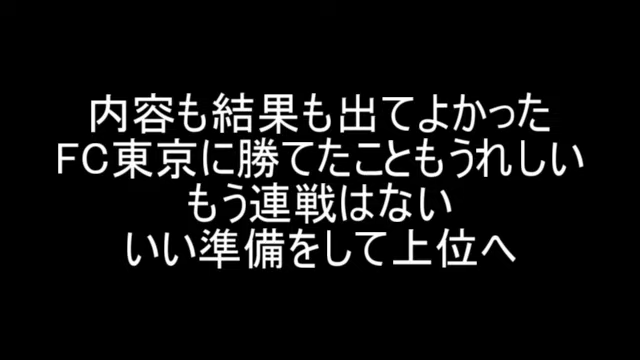 内容も結果も出てよかった
FC東京に勝てたこともうれしい
もう連戦はない
いい準備をして上位へ